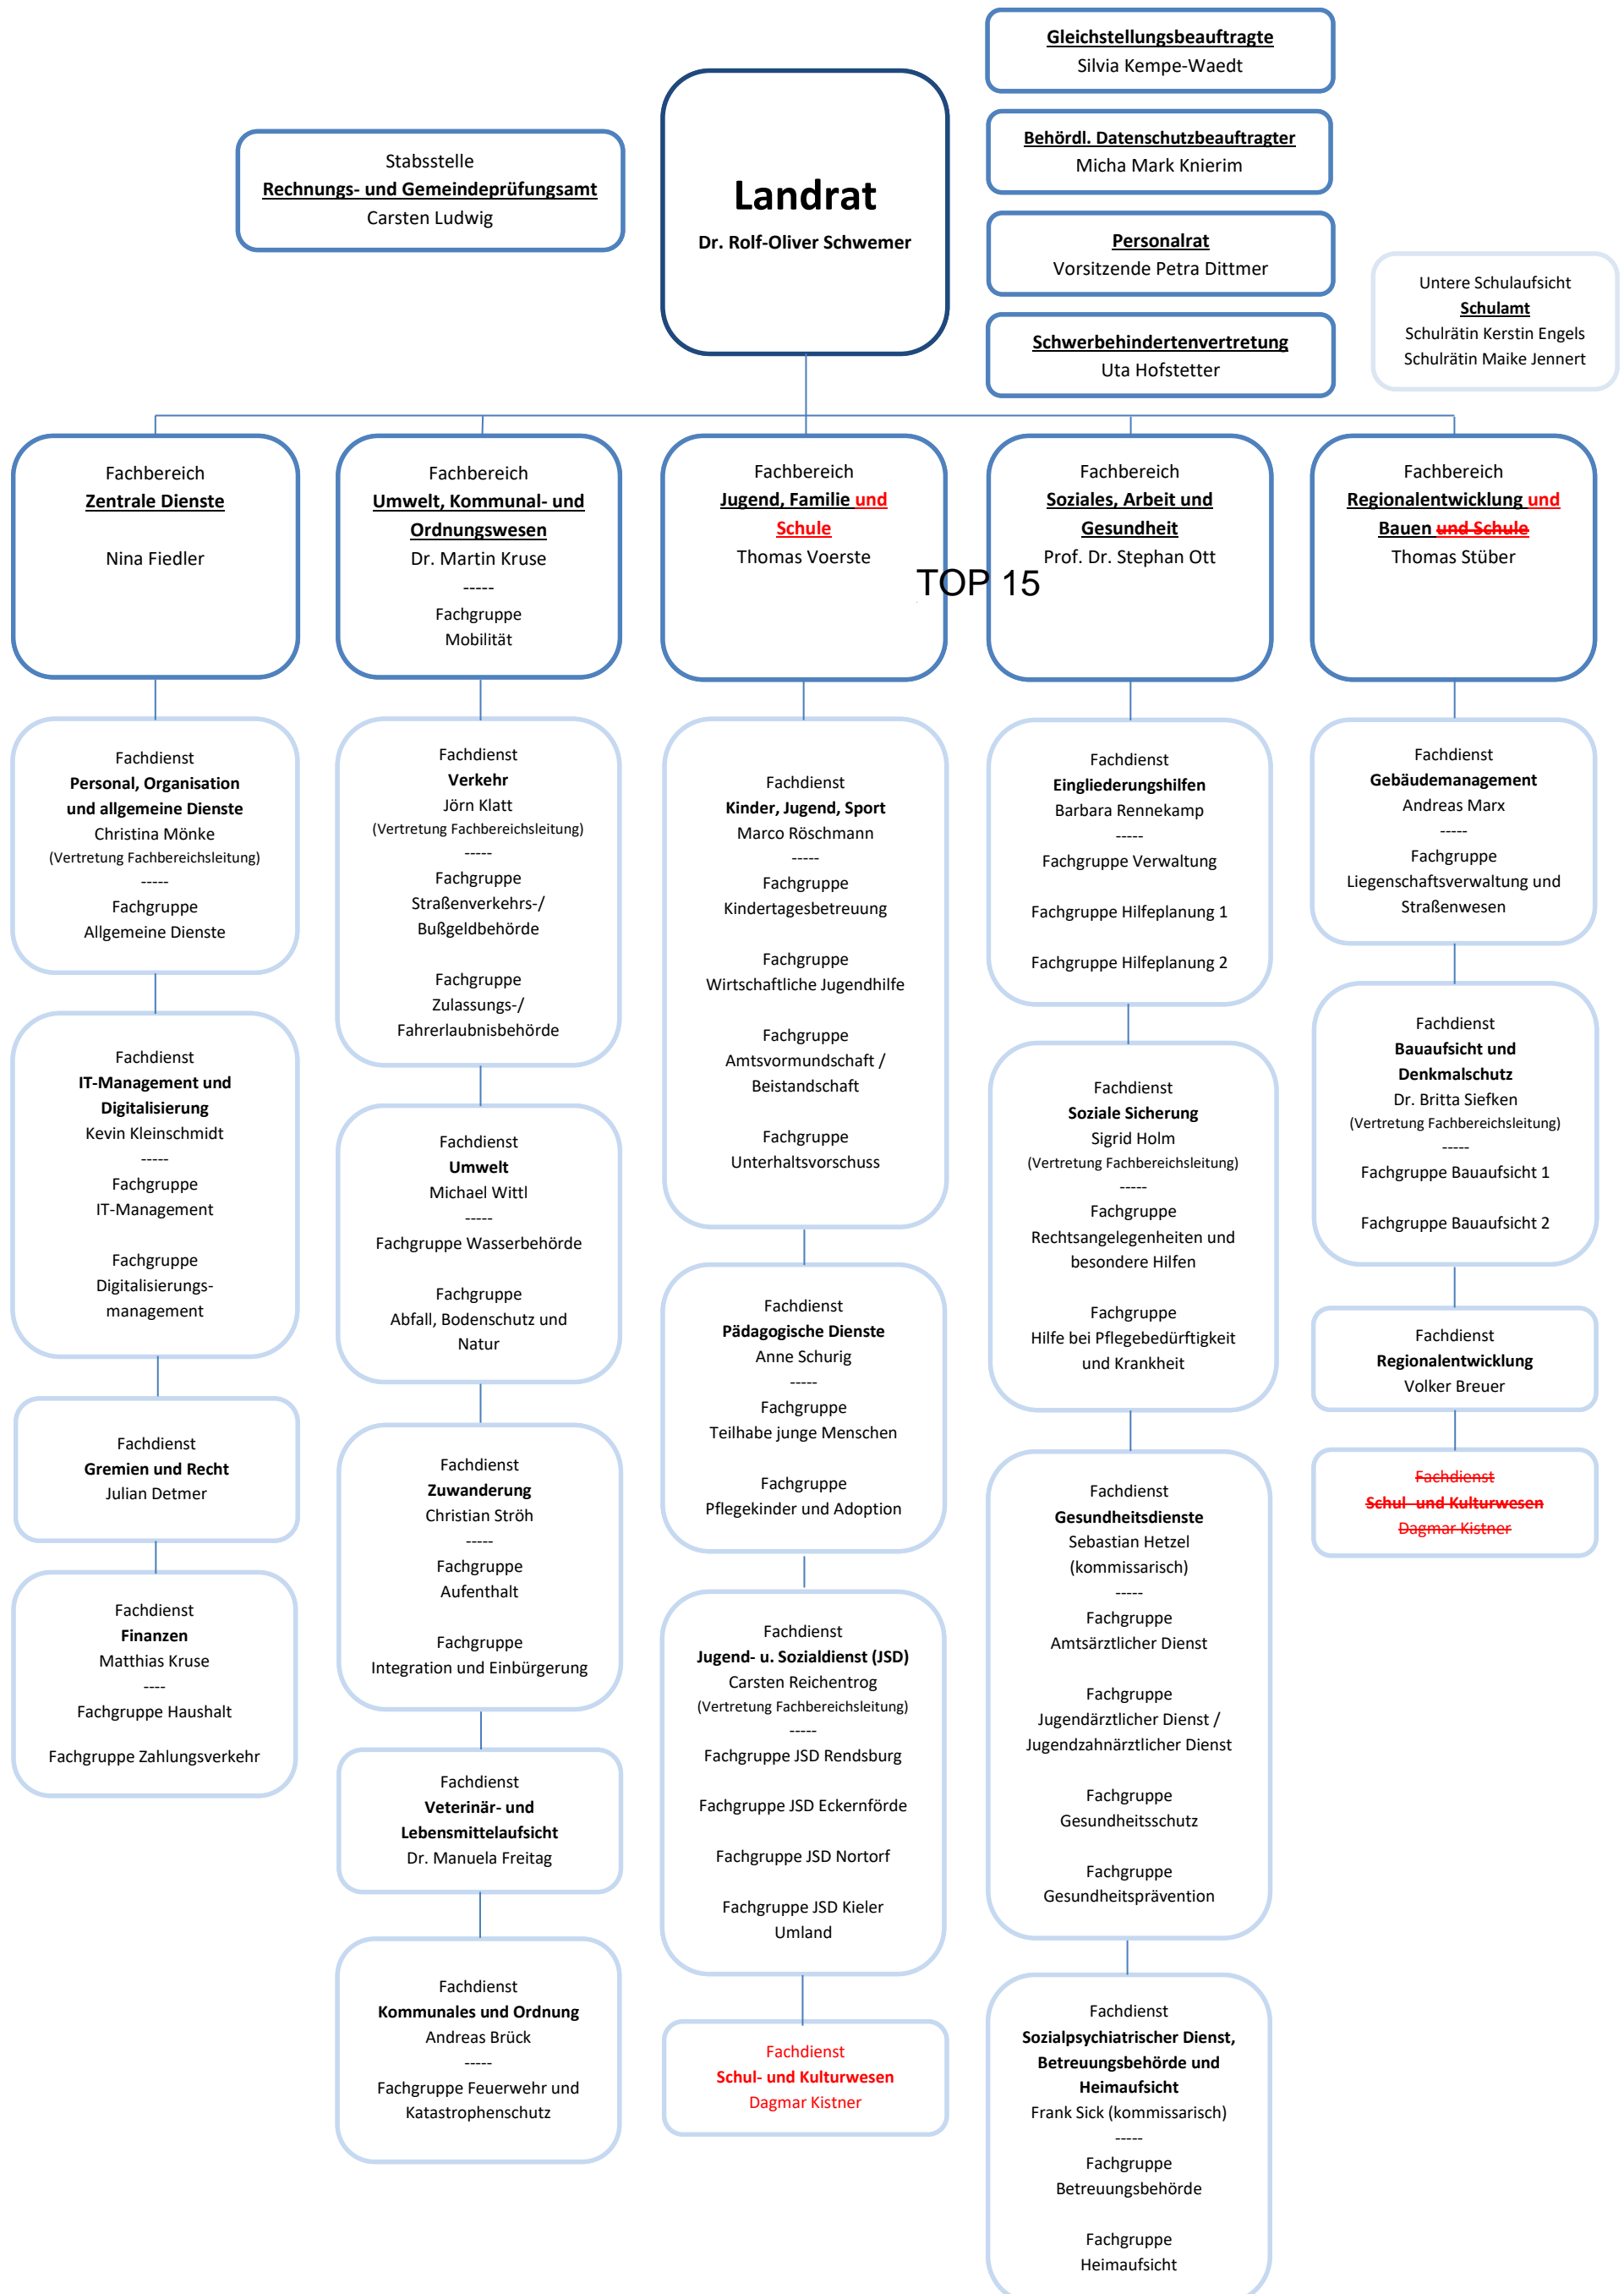 Gleichstellungsbeauftragte
Silvia Kempe-Waedt
Behördl. Datenschutzbeauftragter
Micha Mark Knierim
Personalrat
Vorsitzende Petra Dittmer
Schwerbehindertenvertretung
Uta Hofstetter
Stabsstelle
Rechnungs- und Gemeindeprüfungsamt
Carsten Ludwig
Landrat
Dr. Rolf-Oliver Schwemer
Untere Schulaufsicht
Schulamt
Schulrätin Kerstin Engels
Schulrätin Maike Jennert
Fachbereich
Zentrale Dienste
Nina Fiedler
Fachbereich
Umwelt, Kommunal- und
Ordnungswesen
Dr. Martin Kruse
-----
Fachgruppe
Mobilität
Fachbereich
Jugend, Familie und
Schule
Thomas Voerste
Fachbereich
Soziales, Arbeit und
Gesundheit
Prof. Dr. Stephan Ott
TOP 15
Fachbereich
Regionalentwicklung und
Bauen und Schule
Thomas Stüber
Fachdienst
Personal, Organisation
und allgemeine Dienste
Christina Mönke
(Vertretung Fachbereichsleitung)
-----
Fachgruppe
Allgemeine Dienste
Fachdienst
IT-Management und
Digitalisierung
Kevin Kleinschmidt
-----
Fachgruppe
IT-Management
Fachgruppe
Digitalisierungs-
management
Fachdienst
Gremien und Recht
Julian Detmer
Fachdienst
Finanzen
Matthias Kruse
----
Fachgruppe Haushalt
Fachgruppe Zahlungsverkehr
Fachdienst
Verkehr
Jörn Klatt
(Vertretung Fachbereichsleitung)
-----
Fachgruppe
Straßenverkehrs-/
Bußgeldbehörde
Fachgruppe
Zulassungs-/
Fahrerlaubnisbehörde
Fachdienst
Umwelt
Michael Wittl
-----
Fachgruppe Wasserbehörde
Fachgruppe
Abfall, Bodenschutz und
Natur
Fachdienst
Zuwanderung
Christian Ströh
-----
Fachgruppe
Aufenthalt
Fachgruppe
Integration und Einbürgerung
Fachdienst
Veterinär- und
Lebensmittelaufsicht
Dr. Manuela Freitag
Fachdienst
Kommunales und Ordnung
Andreas Brück
-----
Fachgruppe Feuerwehr und
Katastrophenschutz
Fachdienst
Kinder, Jugend, Sport
Marco Röschmann
-----
Fachgruppe
Kindertagesbetreuung
Fachgruppe
Wirtschaftliche Jugendhilfe
Fachgruppe
Amtsvormundschaft /
Beistandschaft
Fachgruppe
Unterhaltsvorschuss
Fachdienst
Pädagogische Dienste
Anne Schurig
-----
Fachgruppe
Teilhabe junge Menschen
Fachgruppe
Pflegekinder und Adoption
Fachdienst
Jugend- u. Sozialdienst (JSD)
Carsten Reichentrog
(Vertretung Fachbereichsleitung)
-----
Fachgruppe JSD Rendsburg
Fachgruppe JSD Eckernförde
Fachgruppe JSD Nortorf
Fachgruppe JSD Kieler
Umland
Fachdienst
Schul- und Kulturwesen
Dagmar Kistner
Fachdienst
Eingliederungshilfen
Barbara Rennekamp
-----
Fachgruppe Verwaltung
Fachgruppe Hilfeplanung 1
Fachgruppe Hilfeplanung 2
Fachdienst
Soziale Sicherung
Sigrid Holm
(Vertretung Fachbereichsleitung)
-----
Fachgruppe
Rechtsangelegenheiten und
besondere Hilfen
Fachgruppe
Hilfe bei Pflegebedürftigkeit
und Krankheit
Fachdienst
Gesundheitsdienste
Sebastian Hetzel
(kommissarisch)
-----
Fachgruppe
Amtsärztlicher Dienst
Fachgruppe
Jugendärztlicher Dienst /
Jugendzahnärztlicher Dienst
Fachgruppe
Gesundheitsschutz
Fachgruppe
Gesundheitsprävention
Fachdienst
Sozialpsychiatrischer Dienst,
Betreuungsbehörde und
Heimaufsicht
Frank Sick (kommissarisch)
-----
Fachgruppe
Betreuungsbehörde
Fachgruppe
Heimaufsicht
Fachdienst
Gebäudemanagement
Andreas Marx
-----
Fachgruppe
Liegenschaftsverwaltung und
Straßenwesen
Fachdienst
Bauaufsicht und
Denkmalschutz
Dr. Britta Siefken
(Vertretung Fachbereichsleitung)
-----
Fachgruppe Bauaufsicht 1
Fachgruppe Bauaufsicht 2
Fachdienst
Regionalentwicklung
Volker Breuer
Fachdienst
Schul- und Kulturwesen
Dagmar Kistner